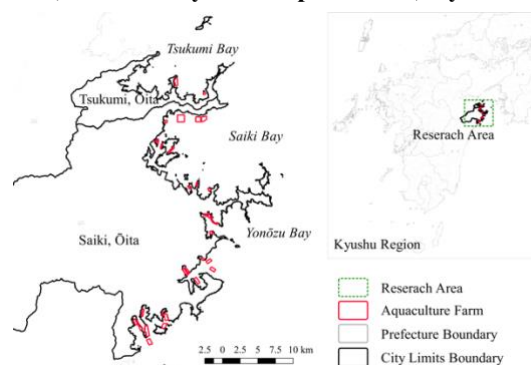 Tsukumi Bay
Tsukumi, Ōita
Saiki Bay
Yonōzu Bay
Saiki, Ōita
2.5 0 2.5 5 7.5 10 km
Reserach Area
Kyushu Region
Reserach Area
Aquaculture Farm
Prefecture Boundary
City Limits Boundary